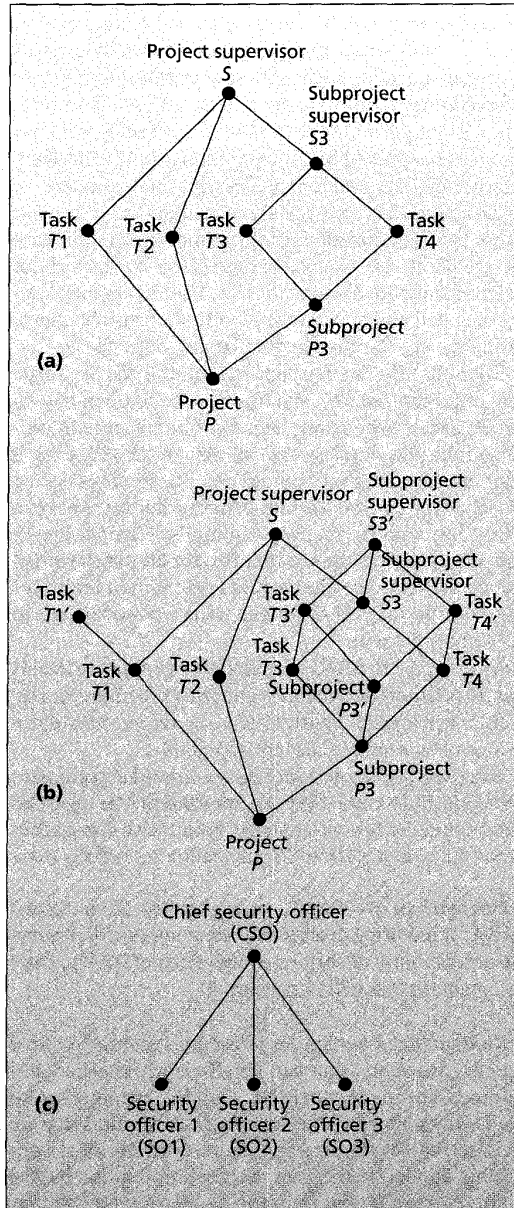 Project supervisor
S
Subproject
supervisor
S3
Task
T1
Task
T2
Task
T3
Task
T4
Subproject
P3
(a)
Project
P
Project supervisor
S
Subproject
supervisor
S3′
Subproject
supervisor
S3
Task
T1′
Task
T3′
Task
T4′
Task
T1
Task
T2
Task
T3
Subproject
P3′
Task
T4
Subproject
P3
(b)
Project
P
Chief security officer
(CSO)
(c)
Security
officer 1
(SO1)
Security
officer 2
(SO2)
Security
officer 3
(SO3)